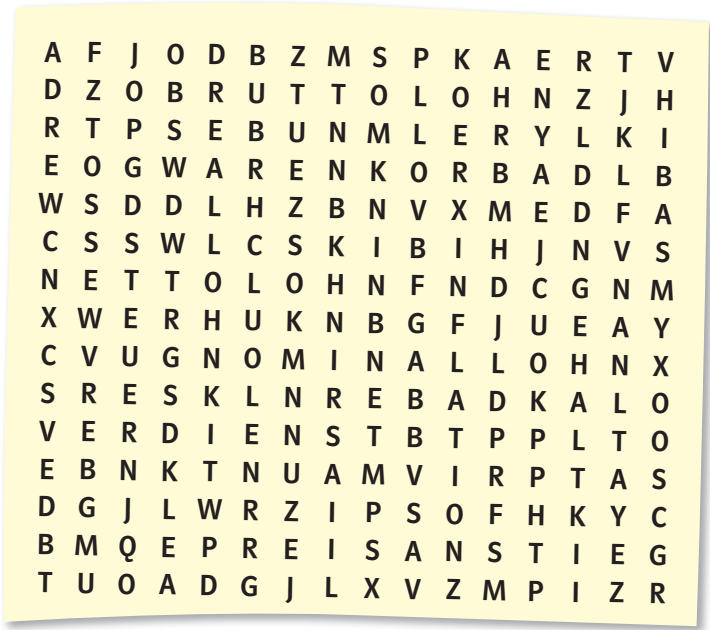 A F J O D B Z M S P K A E R T V
D Z O B R U T T O L O H N Z J H
R T P S E B U N M L E R Y L K I
E O G W A R E N K O R B A D L B
W S D D L H Z B N V X M E D F A
C S S W L C S K I B I H J N V S
N E T T O L O H N F N D C G N M
X W E R H U K N B G F J U E A Y
C V U G N O M I N A L L O H N X
S R E S K L N R E B A D K A L O
V E R D I E N S T B T P P L T O
E B N K T N U A M V I R P T A S
D G J L W R Z I P S O F H K Y C
B M Q E P R E I S A N S T I E G
T U O A D G J L X V Z M P I Z R